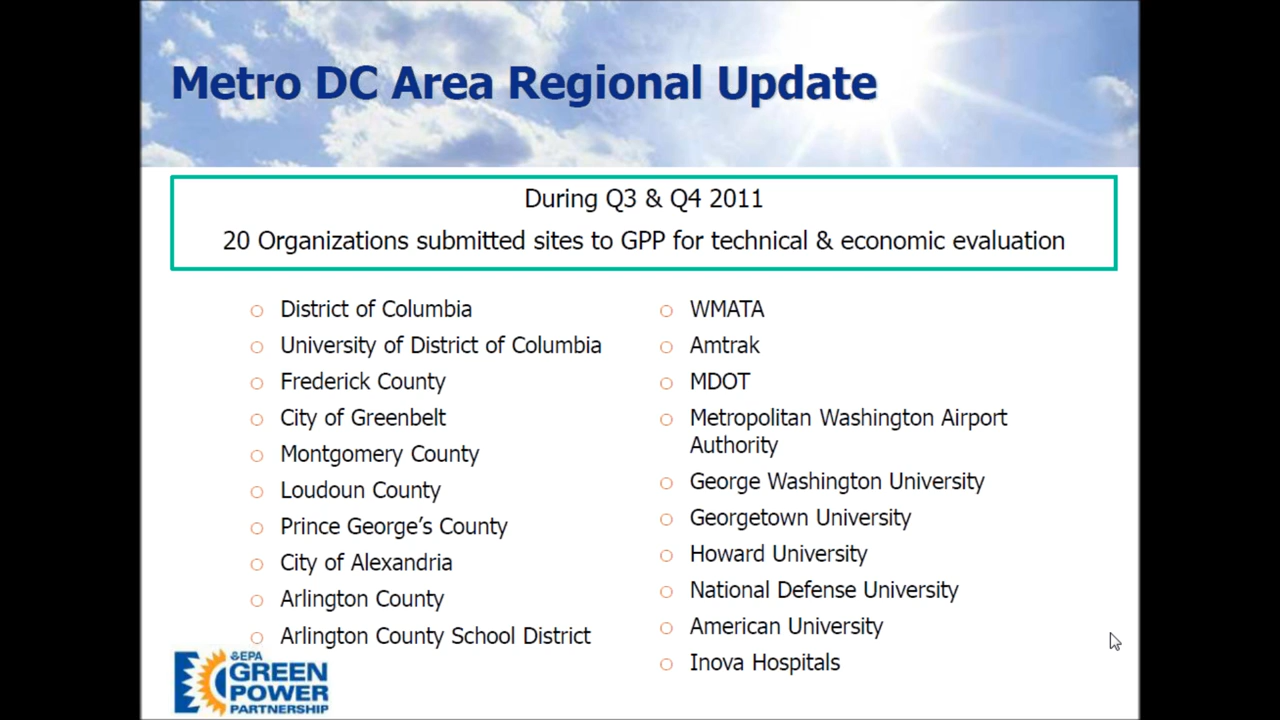 Metro DC Area Regional Update
During Q3 & Q4 2011
20 Organizations submitted sites to GPP for technical & economic evaluation
District of Columbia
University of District of Columbia
Frederick County
City of Greenbelt
Montgomery County
Loudoun County
Prince George’s County
City of Alexandria
Arlington County
Arlington County School District
WMATA
Amtrak
MDOT
Metropolitan Washington Airport
Authority
George Washington University
Georgetown University
Howard University
National Defense University
American University
Inova Hospitals
EPA
GREEN
POWER
PARTNERSHIP